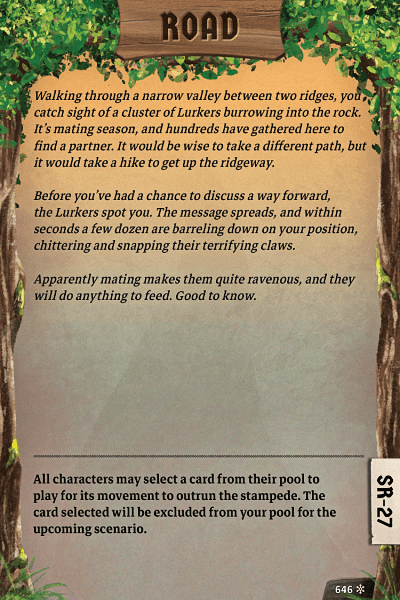 ROAD
Walking through a narrow valley between two ridges, you
catch sight of a cluster of Lurkers burrowing into the rock.
It's mating season, and hundreds have gathered here to
find a partner. It would be wise to take a different path, but
it would take a hike to get up the ridgeway.
Before you've had a chance to discuss a way forward,
the Lurkers spot you. The message spreads, and within
seconds a few dozen are barreling down on your position,
chittering and snapping their terrifying claws.
Apparently mating makes them quite ravenous, and they
will do anything to feed. Good to know.
All characters may select a card from their pool to
play for its movement to outrun the stampede. The
card selected will be excluded from your pool for the
upcoming scenario.
SR-27
646